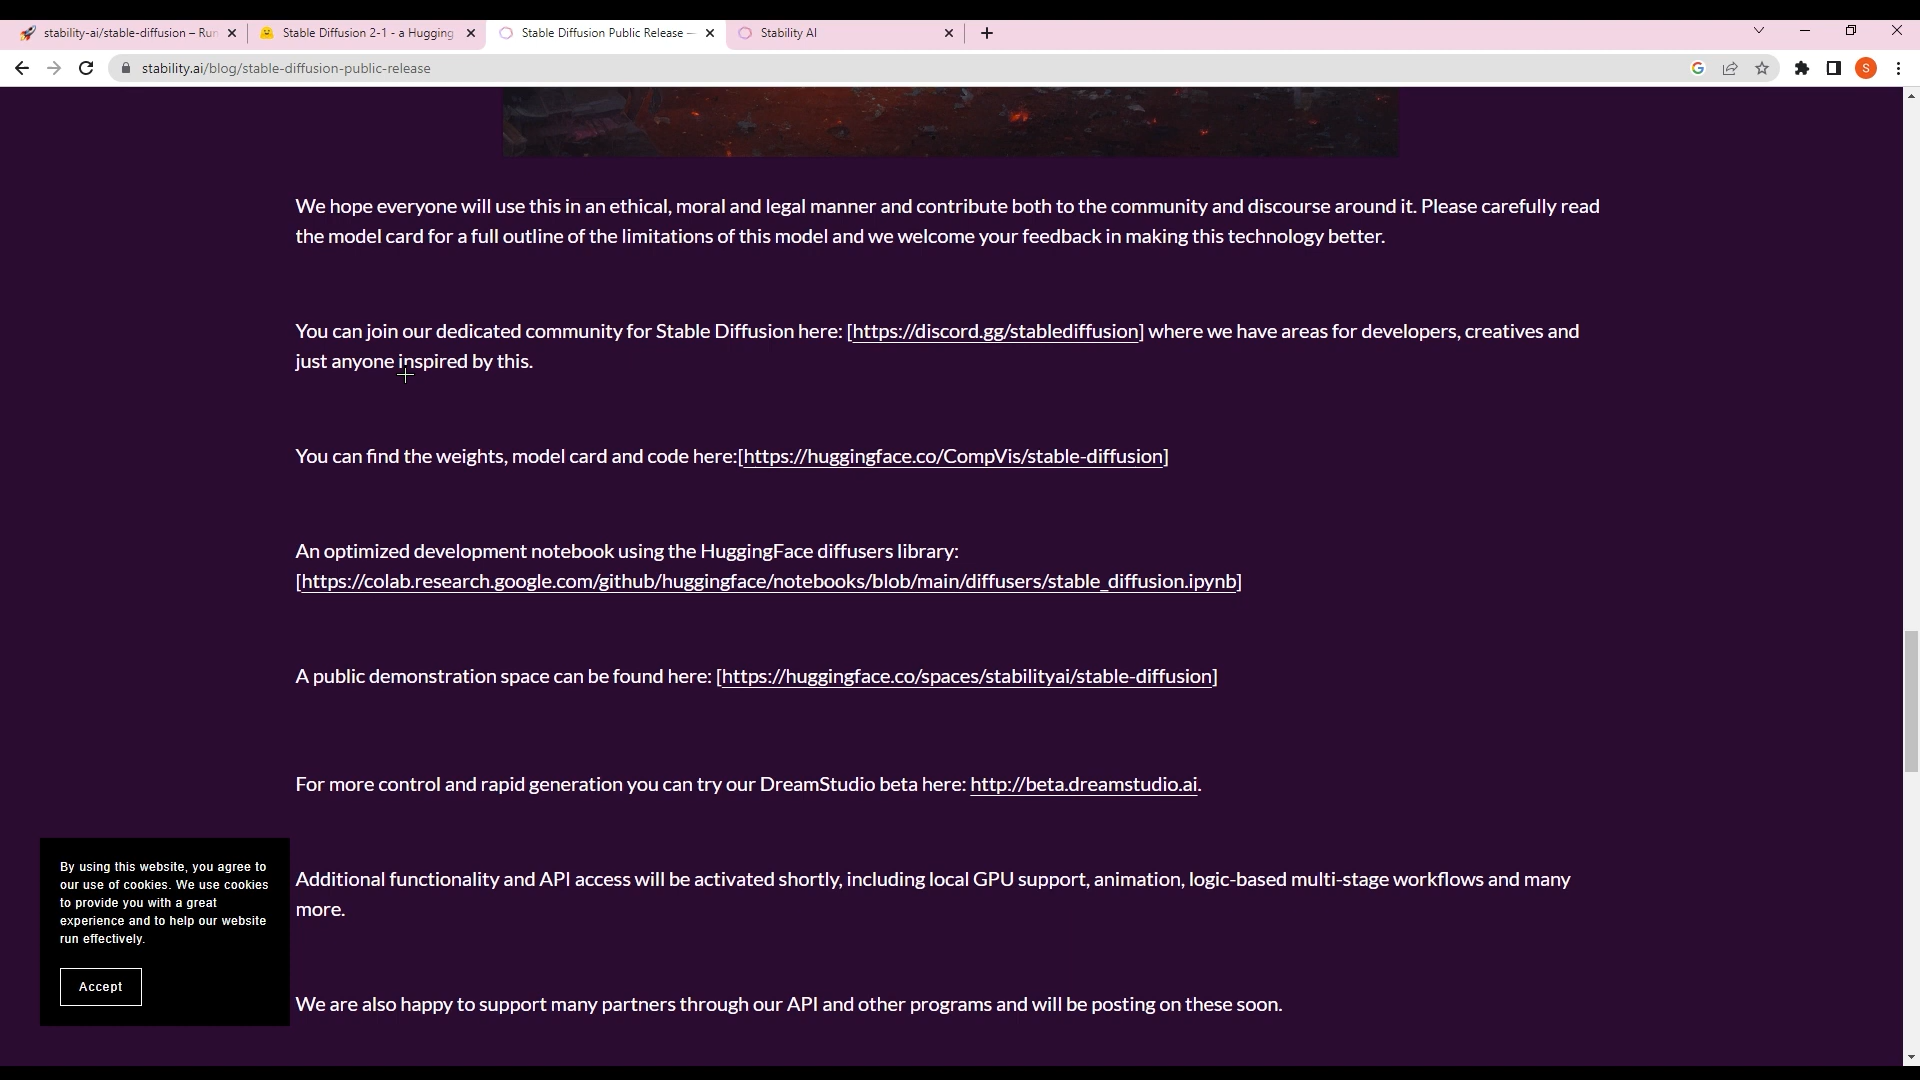 stability-ai/stable-diffusion – Run
Stable Diffusion 2-1 - a Hugging
Stable Diffusion Public Release —
Stability AI
stability.ai/blog/stable-diffusion-public-release
S
We hope everyone will use this in an ethical, moral and legal manner and contribute both to the community and discourse around it. Please carefully read
the model card for a full outline of the limitations of this model and we welcome your feedback in making this technology better.
You can join our dedicated community for Stable Diffusion here: [https://discord.gg/stablediffusion] where we have areas for developers, creatives and
just anyone inspired by this.
You can find the weights, model card and code here:[https://huggingface.co/CompVis/stable-diffusion]
An optimized development notebook using the HuggingFace diffusers library:
[https://colab.research.google.com/github/huggingface/notebooks/blob/main/diffusers/stable_diffusion.ipynb]
A public demonstration space can be found here: [https://huggingface.co/spaces/stabilityai/stable-diffusion]
For more control and rapid generation you can try our DreamStudio beta here: http://beta.dreamstudio.ai.
Additional functionality and API access will be activated shortly, including local GPU support, animation, logic-based multi-stage workflows and many
more.
We are also happy to support many partners through our API and other programs and will be posting on these soon.
By using this website, you agree to
our use of cookies. We use cookies
to provide you with a great
experience and to help our website
run effectively.
Accept